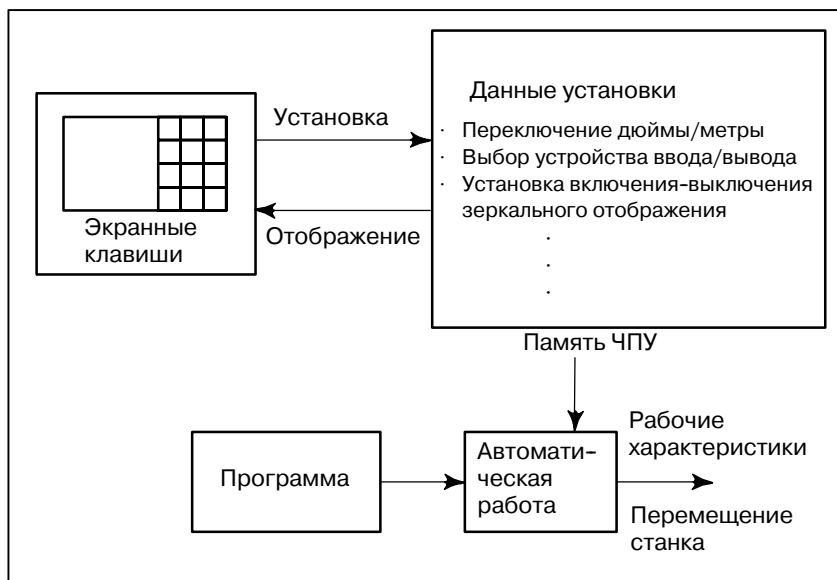 Установка
Отображение
Экранные
клавиши
Данные установки
· Переключение дюймы/метры
· Выбор устройства ввода/вывода
· Установка включения-выключения
зеркального отображения
.
.
.
Память ЧПУ
Программа
Автомати-
ческая
работа
Рабочие
характеристики
Перемещение
станка